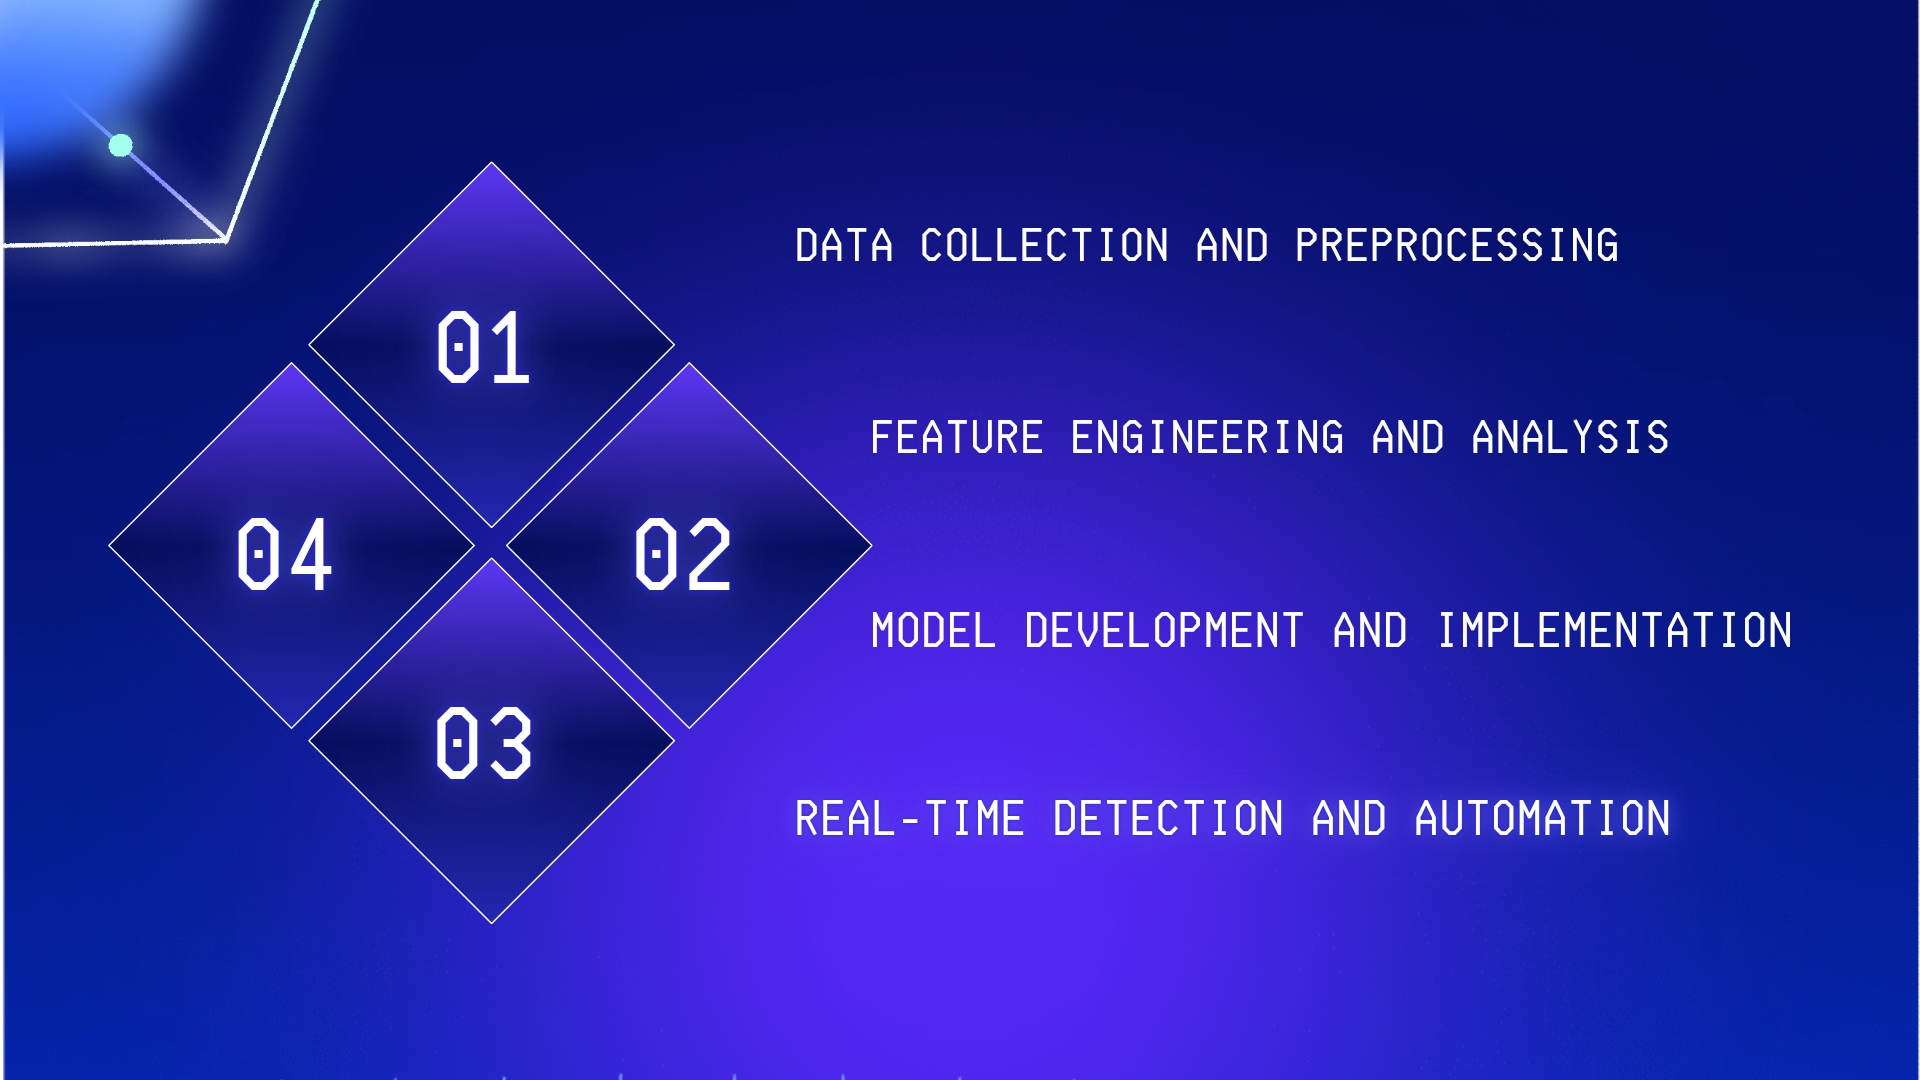 01
02
03
04
DATA COLLECTION AND PREPROCESSING
FEATURE ENGINEERING AND ANALYSIS
MODEL DEVELOPMENT AND IMPLEMENTATION
REAL-TIME DETECTION AND AUTOMATION